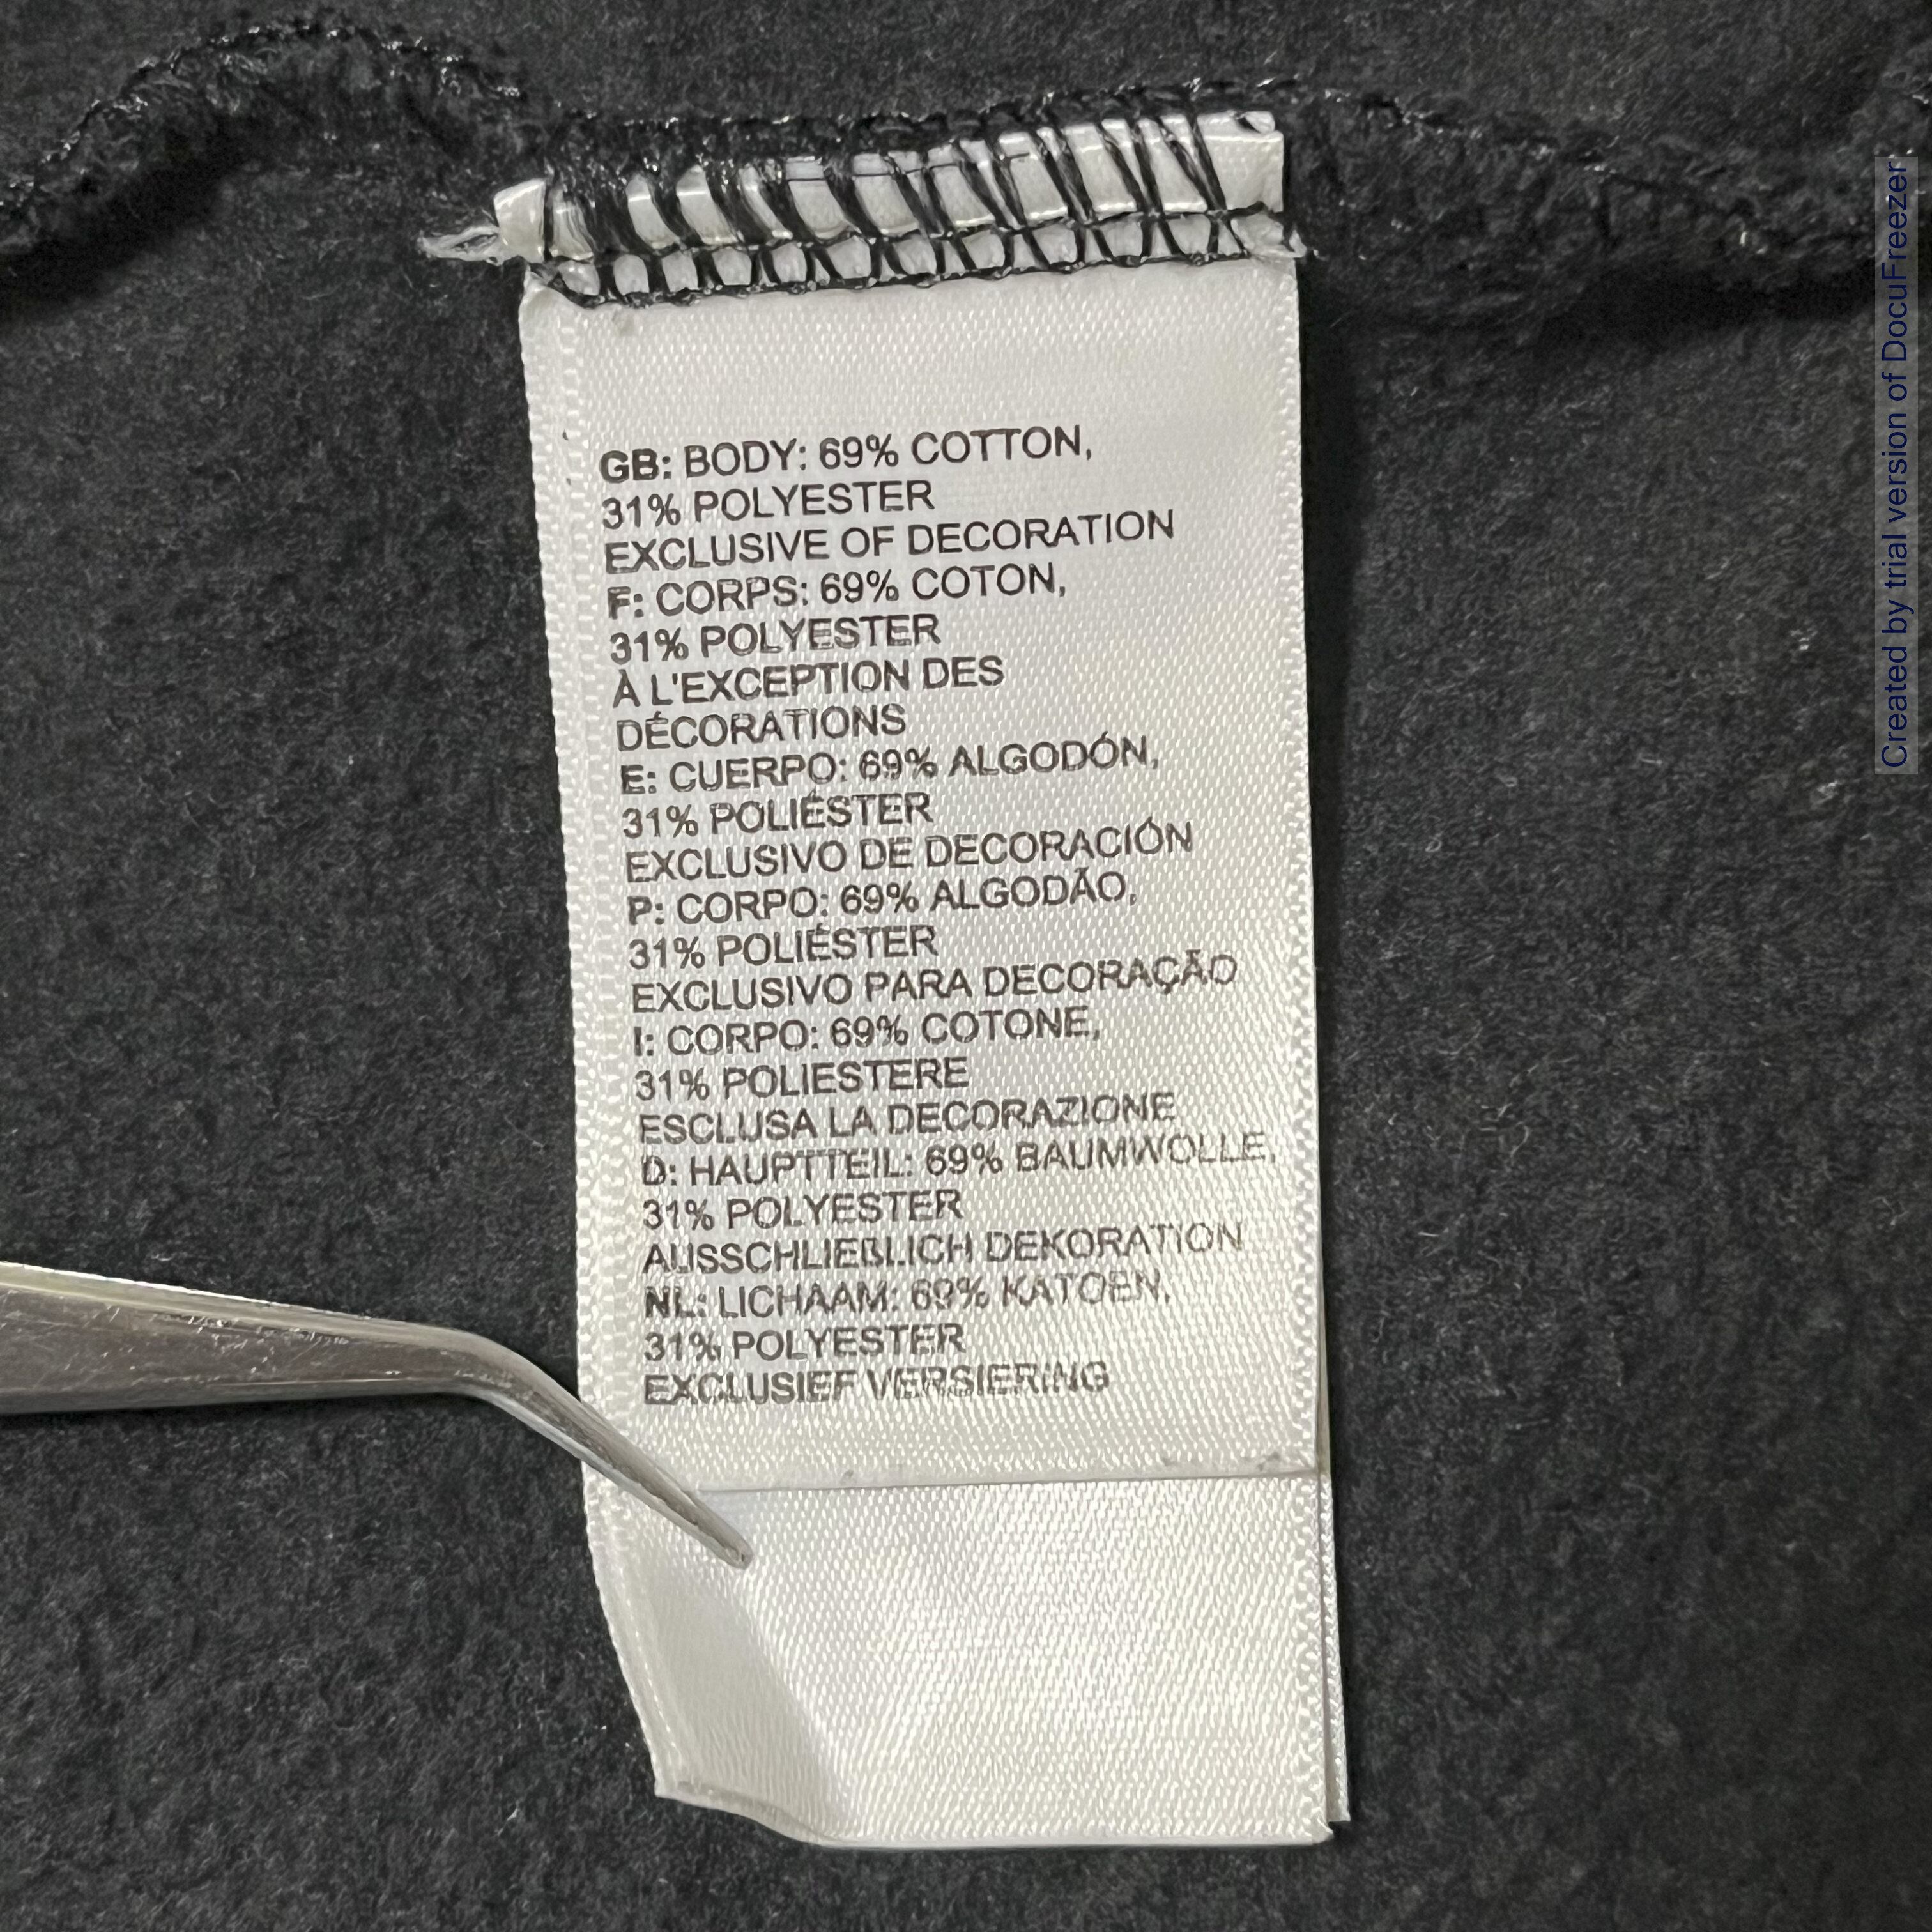 GB: BODY: 69% COTTON,
31% POLYESTER
EXCLUSIVE OF DECORATION
F: CORPS: 69% COTON,
31% POLYESTER
À L'EXCEPTION DES
DÉCORATIONS
E: CUERPO: 69% ALGODÓN,
31% POLIÉSTER
EXCLUSIVO DE DECORACIÓN
P: CORPO: 69% ALGODÃO,
31% POLIÉSTER
EXCLUSIVO PARA DECORAÇÃO
I: CORPO: 69% COTONE,
31% POLIESTERE
ESCLUSA LA DECORAZIONE
D: HAUPTTEIL: 69% BAUMWOLLE,
31% POLYESTER
AUSSCHLIEßLICH DEKORATION
NL: LICHAAM: 69% KATOEN,
31% POLYESTER
EXCLUSIEF VERSIERING
Created by trial version of DocuFreezer